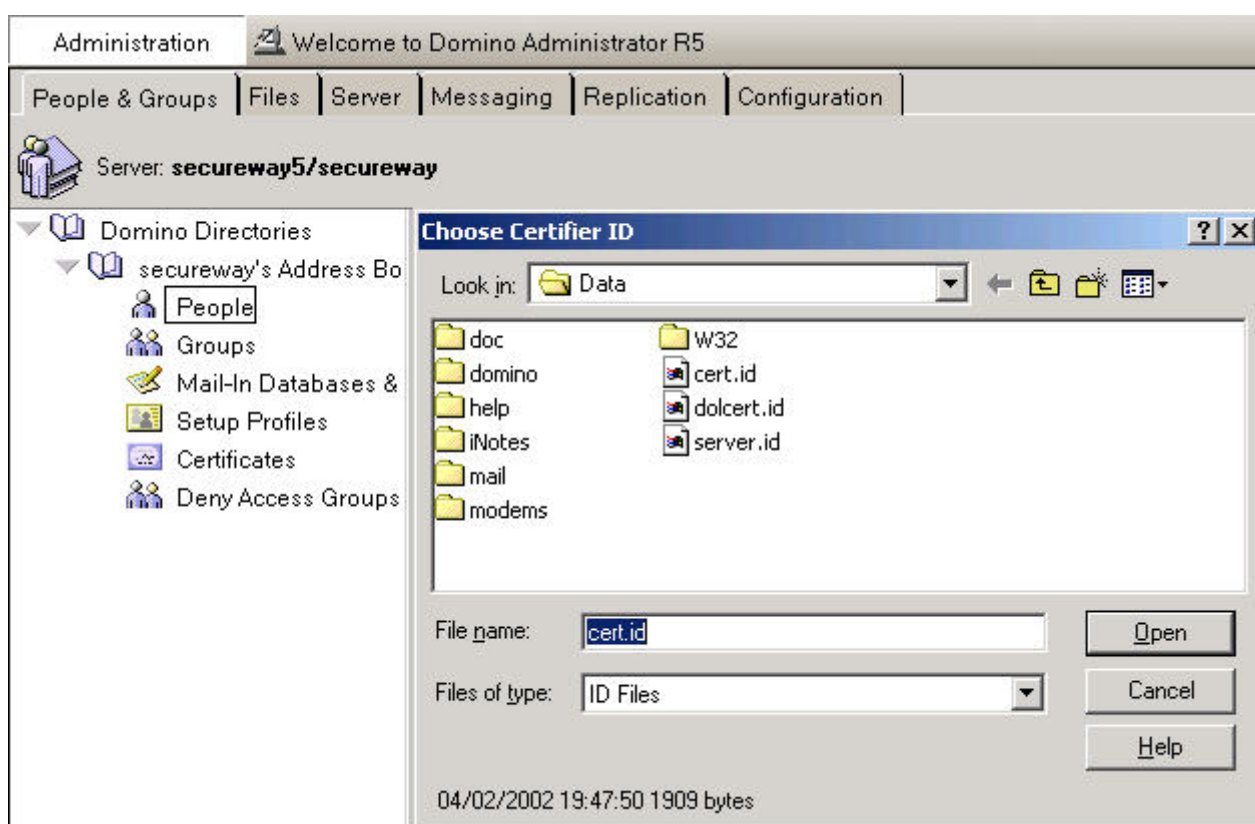 Administration Welcome to Domino Administrator R5
People & Groups Files Server Messaging Replication Configuration
Server: secureway5/secureway
Domino Directories
secureway's Address Bo
People
Groups
Mail-In Databases &
Setup Profiles
Certificates
Deny Access Groups
Choose Certifier ID
Look in: Data
doc W32
domino cert.id
help dolcert.id
iNotes server.id
mail
modems
File name: cert.id Open
Files of type: ID Files Cancel
Help
04/02/2002 19:47:50 1909 bytes